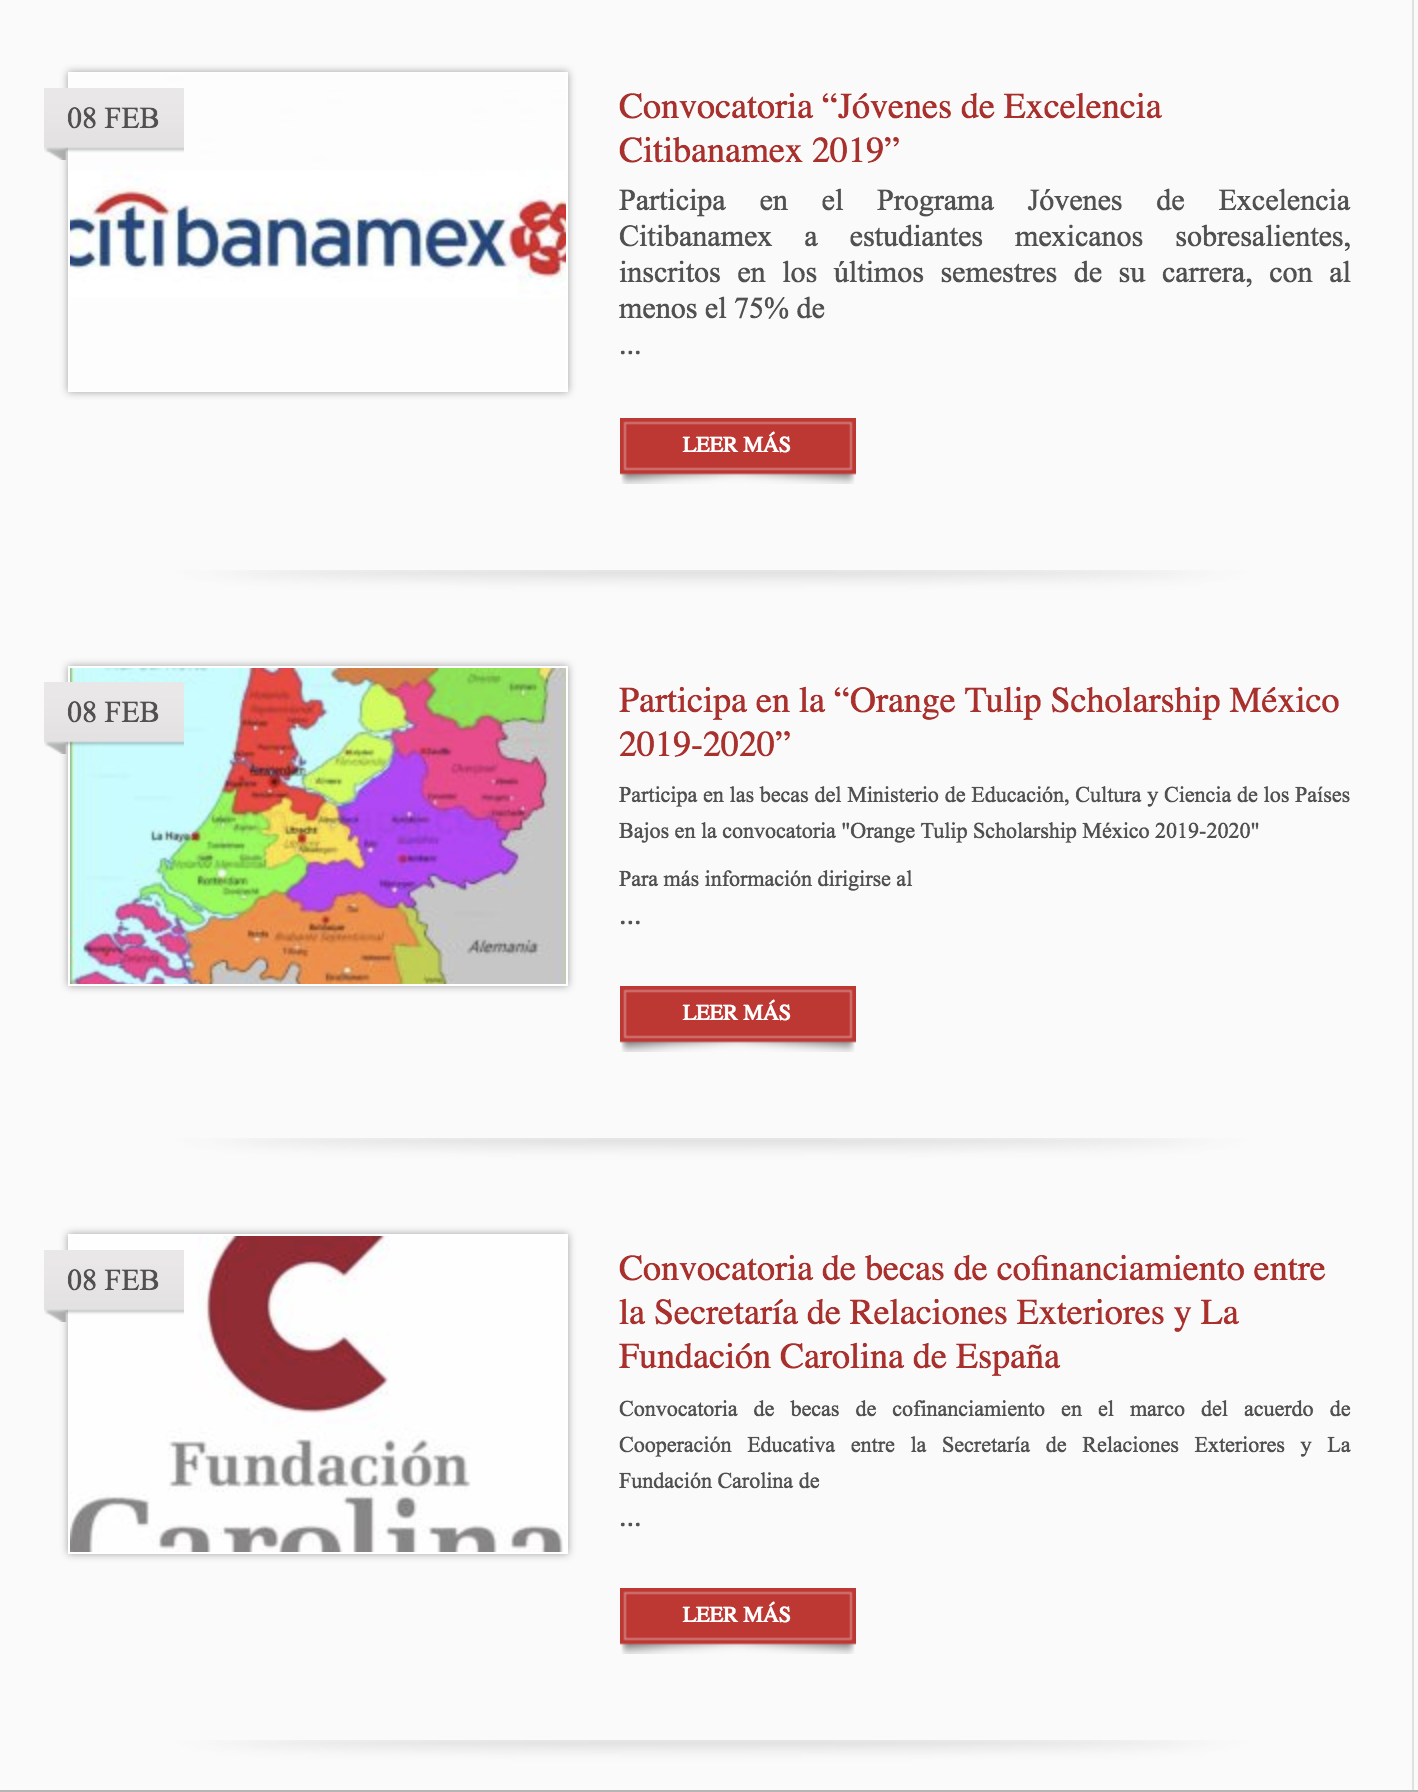 08 FEB
citibanamex
Convocatoria “Jóvenes de Excelencia
Citibanamex 2019”
Participa en el Programa Jóvenes de Excelencia
Citibanamex a estudiantes mexicanos sobresalientes,
inscritos en los últimos semestres de su carrera, con al
menos el 75% de
...
LEER MÁS
08 FEB
Amsterdam
La Haya
Utrecht
Rotterdam
Alemania
Participa en la “Orange Tulip Scholarship México
2019-2020”
Participa en las becas del Ministerio de Educación, Cultura y Ciencia de los Países
Bajos en la convocatoria "Orange Tulip Scholarship México 2019-2020"
Para más información dirigirse al
...
LEER MÁS
08 FEB
Fundación
Carolina
Convocatoria de becas de cofinanciamiento entre
la Secretaría de Relaciones Exteriores y La
Fundación Carolina de España
Convocatoria de becas de cofinanciamiento en el marco del acuerdo de
Cooperación Educativa entre la Secretaría de Relaciones Exteriores y La
Fundación Carolina de
...
LEER MÁS